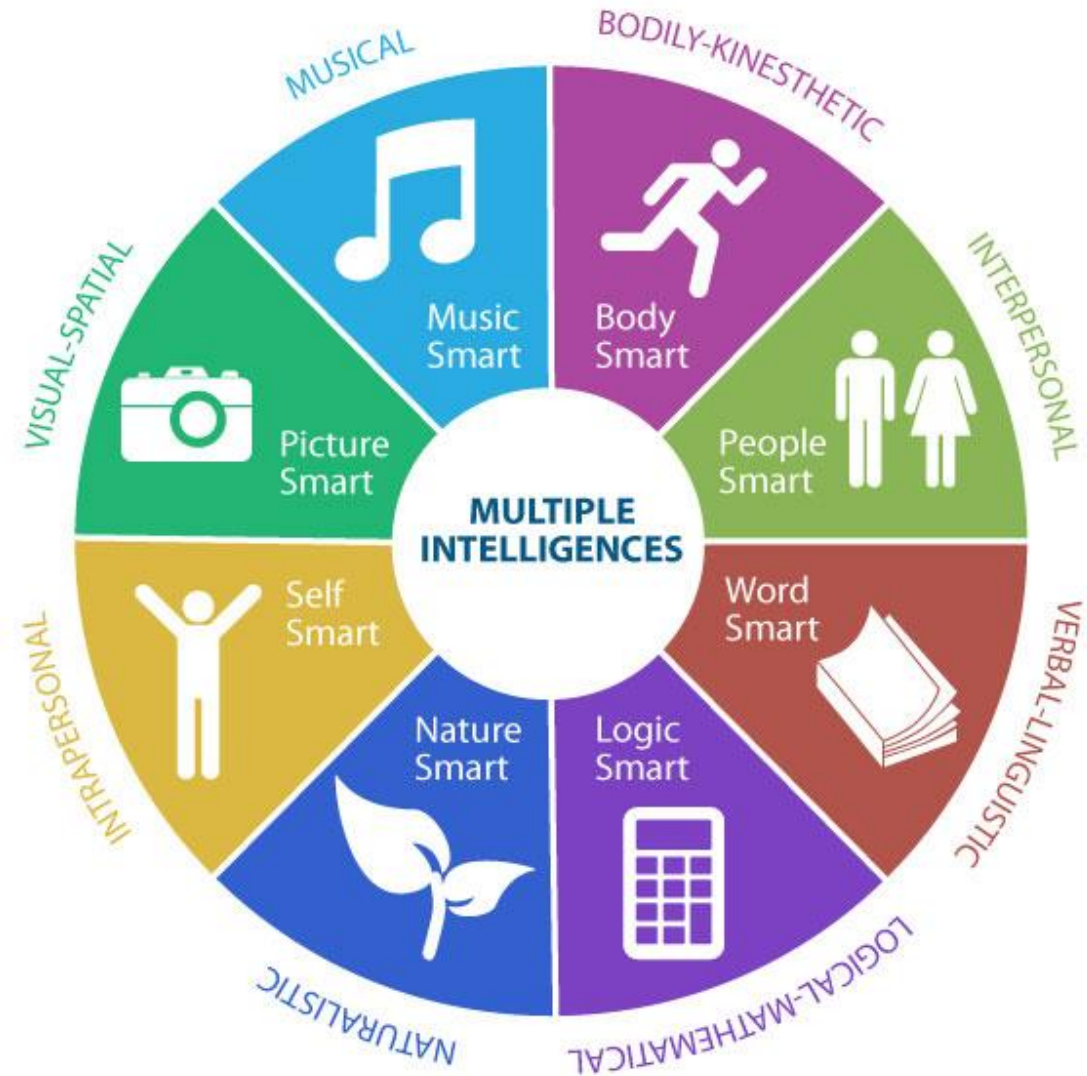 MUSICAL
BODILY-KINESTHETIC
VISUAL-SPATIAL
INTERPERSONAL
Music
Smart
Body
Smart
Picture
Smart
People
Smart
MULTIPLE
INTELLIGENCES
Self
Smart
Word
Smart
INTRAPERSONAL
VERBAL-LINGUISTIC
Nature
Smart
Logic
Smart
NATURALISTIC
LOGICAL-MATHEMATICAL